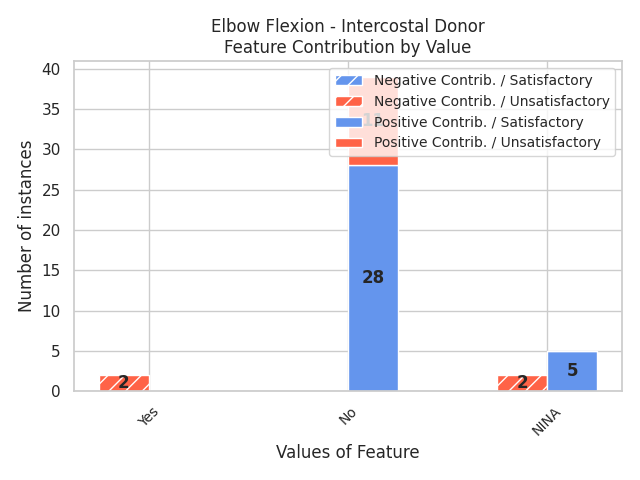 Elbow Flexion - Intercostal Donor
Feature Contribution by Value
Negative Contrib. / Satisfactory
Negative Contrib. / Unsatisfactory
Positive Contrib. / Satisfactory
Positive Contrib. / Unsatisfactory
Number of instances
40
35
30
25
20
15
10
5
0
2
28
2
5
Yes
No
NINA
Values of Feature